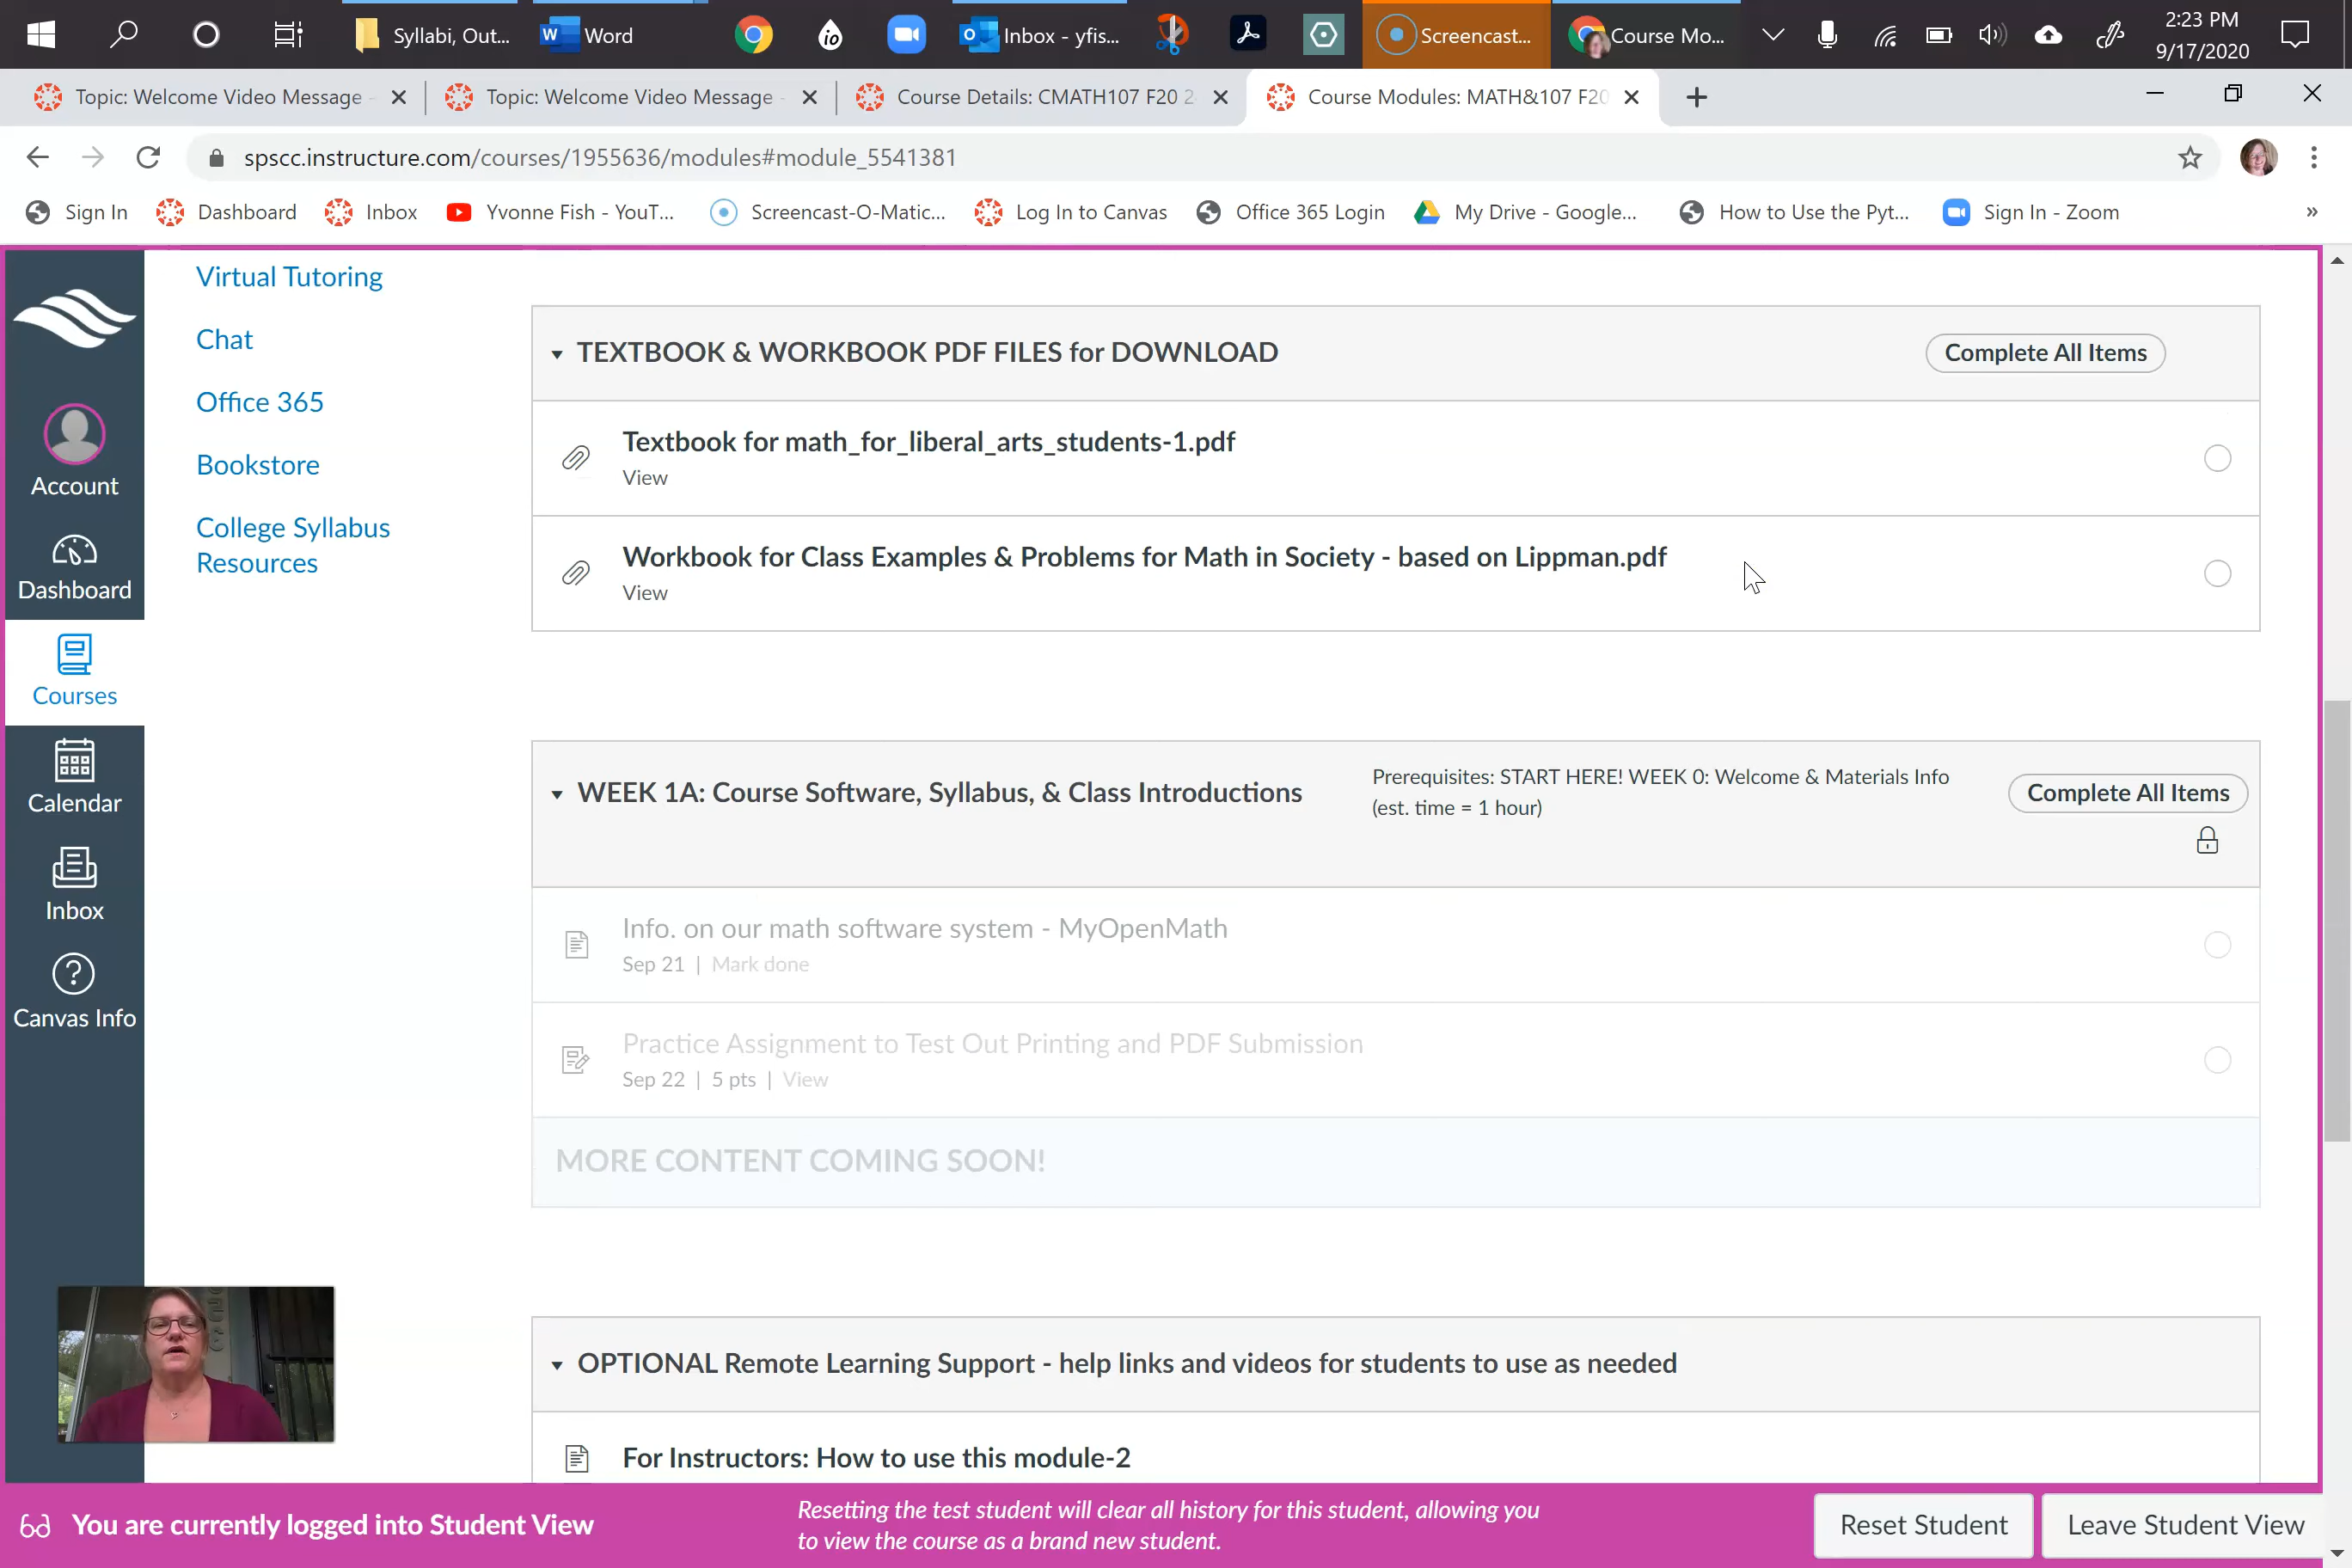 Syllabi, Out...
W
Word
io
Inbox - yfis...
Screencast...
Course Mo...
2:23 PM
9/17/2020
Topic: Welcome Video Message -
Topic: Welcome Video Message -
Course Details: CMATH107 F20 2
Course Modules: MATH&107 F20
spscc.instructure.com/courses/1955636/modules#module_5541381
Sign In
Dashboard
Inbox
Yvonne Fish - YouT...
Screencast-O-Matic...
Log In to Canvas
Office 365 Login
My Drive - Google...
How to Use the Pyt...
Sign In - Zoom
»
Account
Dashboard
Courses
Calendar
Inbox
Canvas Info
Virtual Tutoring
Chat
Office 365
Bookstore
College Syllabus
Resources
TEXTBOOK & WORKBOOK PDF FILES for DOWNLOAD
Complete All Items
Textbook for math_for_liberal_arts_students-1.pdf
View
Workbook for Class Examples & Problems for Math in Society - based on Lippman.pdf
View
WEEK 1A: Course Software, Syllabus, & Class Introductions
Prerequisites: START HERE! WEEK 0: Welcome & Materials Info
(est. time = 1 hour)
Complete All Items
Info. on our math software system - MyOpenMath
Sep 21 | Mark done
Practice Assignment to Test Out Printing and PDF Submission
Sep 22 | 5 pts | View
MORE CONTENT COMING SOON!
OPTIONAL Remote Learning Support - help links and videos for students to use as needed
For Instructors: How to use this module-2
You are currently logged into Student View
Resetting the test student will clear all history for this student, allowing you
to view the course as a brand new student.
Reset Student
Leave Student View